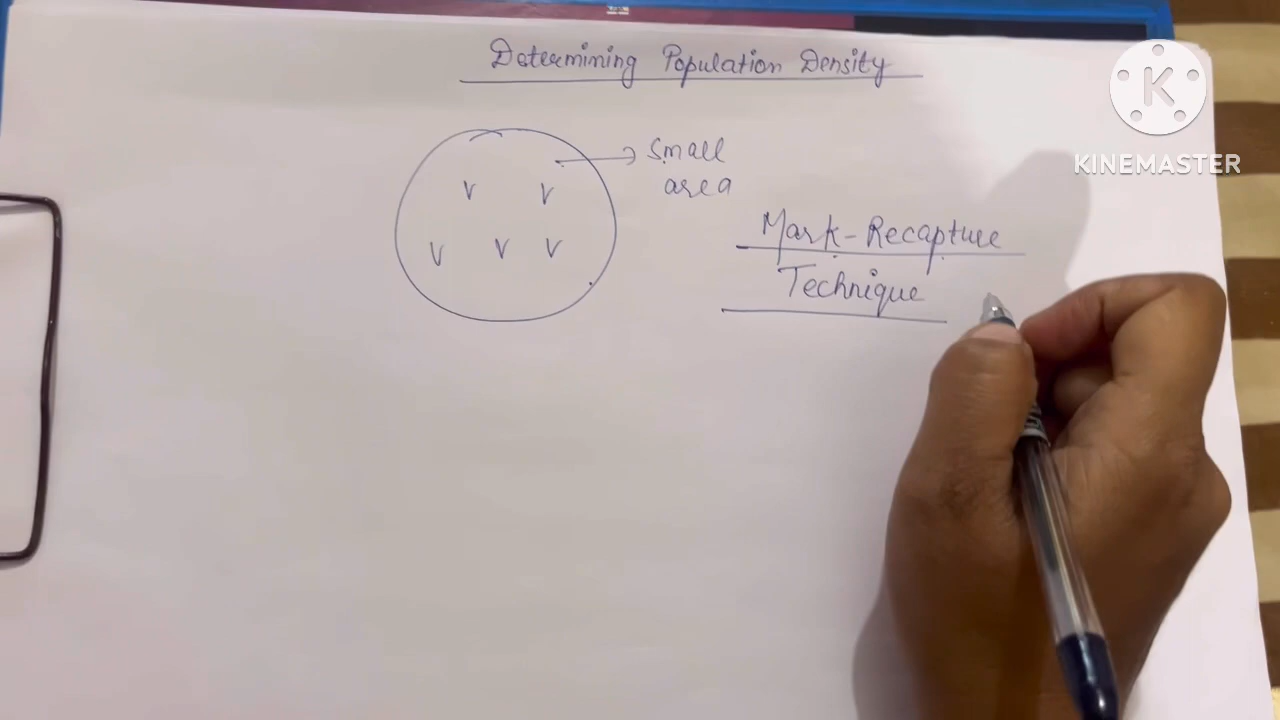 Determining Population Density
Small
area
V V
V V V
Mark-Recapture
Technique
K
KINEMASTER